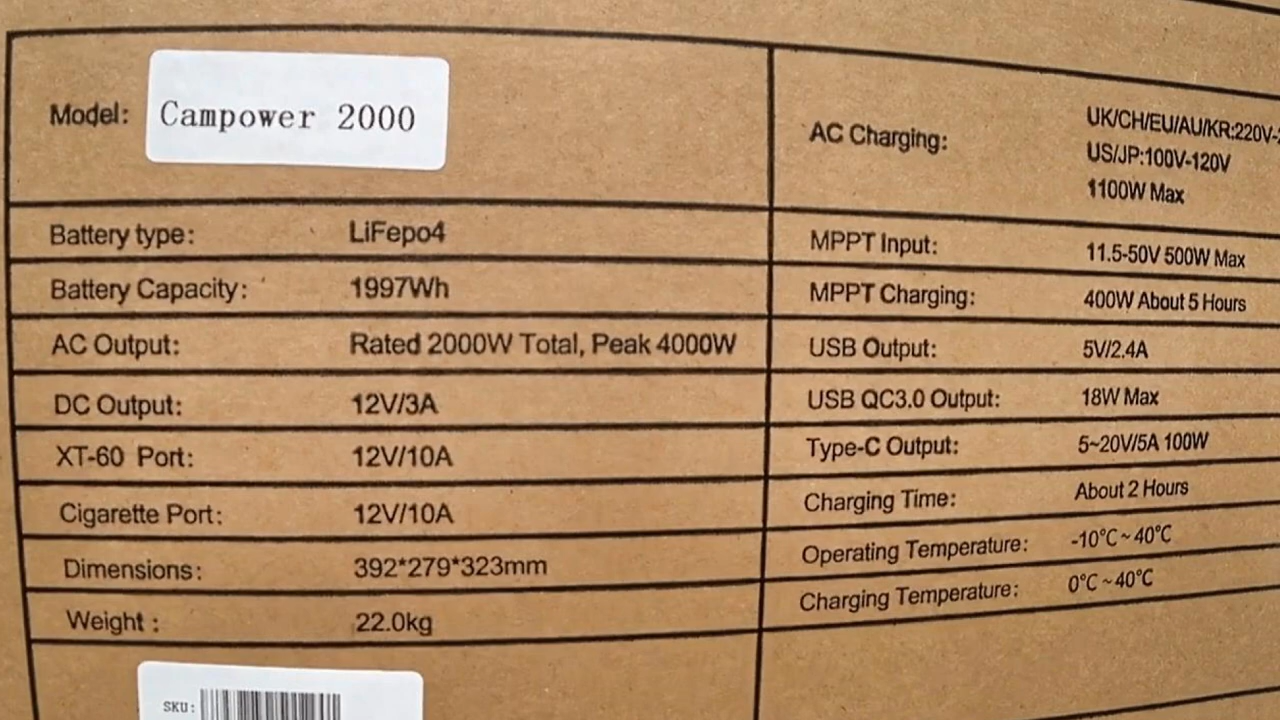 Model: Campower 2000
Battery type: LiFepo4
Battery Capacity: 1997Wh
AC Output: Rated 2000W Total, Peak 4000W
DC Output: 12V/3A
XT-60 Port: 12V/10A
Cigarette Port: 12V/10A
Dimensions: 392*279*323mm
Weight : 22.0kg
SKU:
AC Charging: UK/CH/EU/AU/KR:220V-
US/JP:100V-120V
1100W Max
MPPT Input: 11.5-50V 500W Max
MPPT Charging: 400W About 5 Hours
USB Output: 5V/2.4A
USB QC3.0 Output: 18W Max
Type-C Output: 5~20V/5A 100W
Charging Time: About 2 Hours
Operating Temperature: -10°C ~ 40°C
Charging Temperature: 0°C ~ 40°C